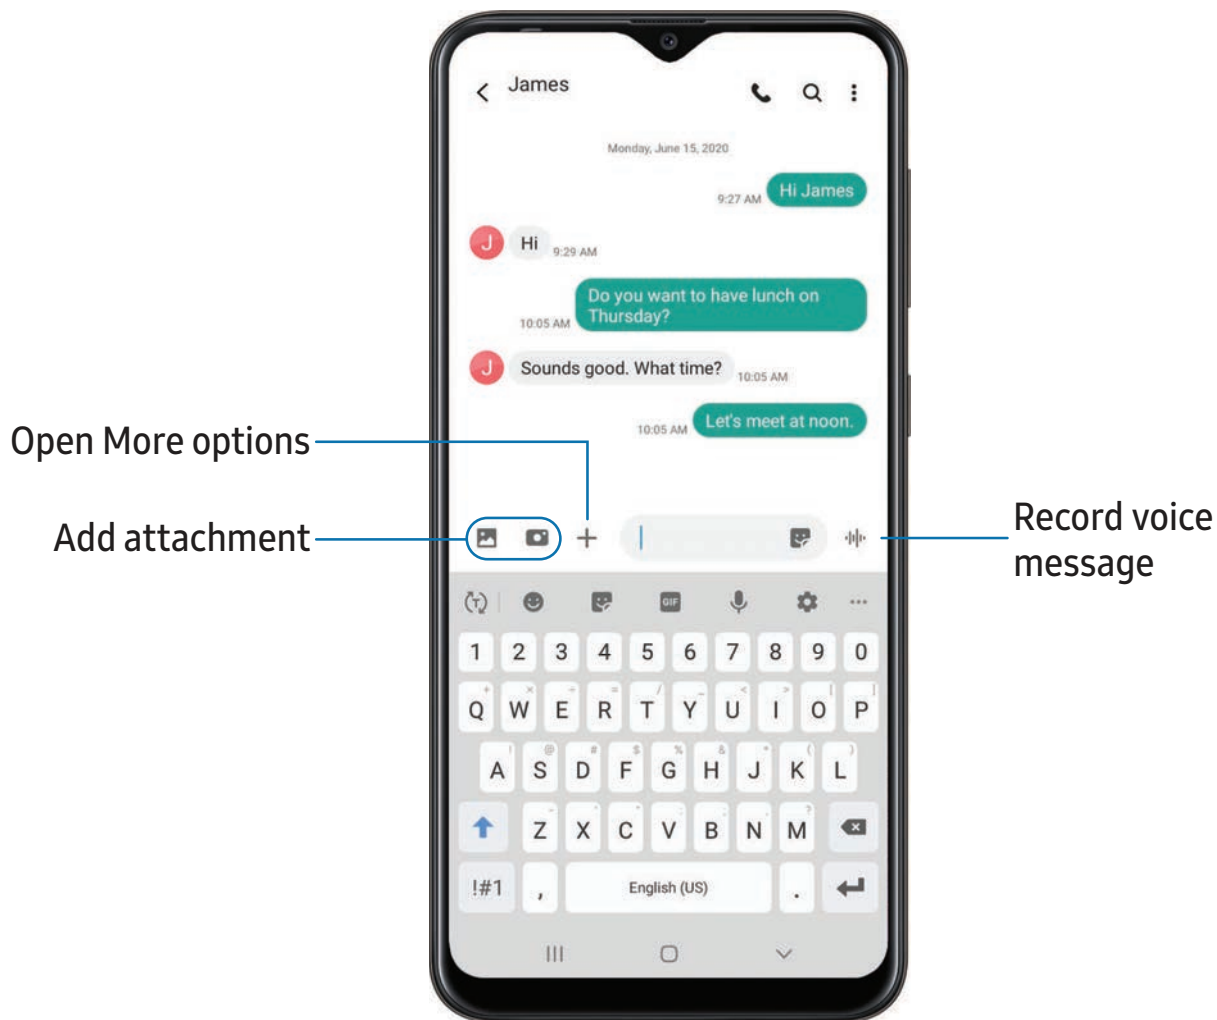 James
Monday, June 15, 2020
9:27 AM Hi James
J Hi 9:29 AM
Do you want to have lunch on
10:05 AM Thursday?
J Sounds good. What time? 10:05 AM
10:05 AM Let's meet at noon.
Open More options
Add attachment
Record voice
message
T GIF
1 2 3 4 5 6 7 8 9 0
+ × ÷ = / _ < > [ ]
Q W E R T Y U I O P
! @ # $ % & * ( )
A S D F G H J K L
- ' " : ; , ?
Z X C V B N M
!#1 , English (US) .